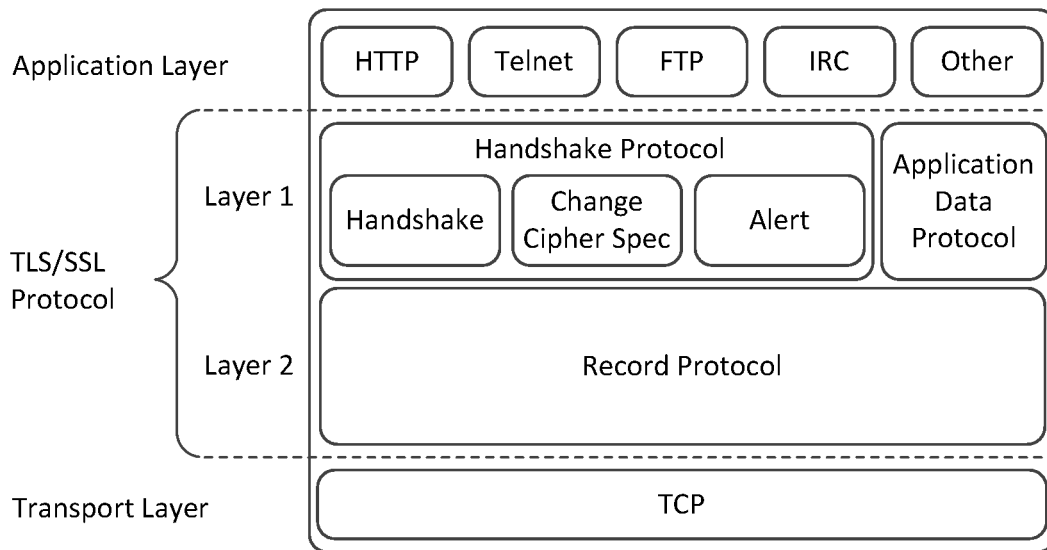 Application Layer
HTTP
Telnet
FTP
IRC
Other
TLS/SSL
Protocol
Layer 1
Handshake Protocol
Handshake
Change
Cipher Spec
Alert
Application
Data
Protocol
Layer 2
Record Protocol
Transport Layer
TCP